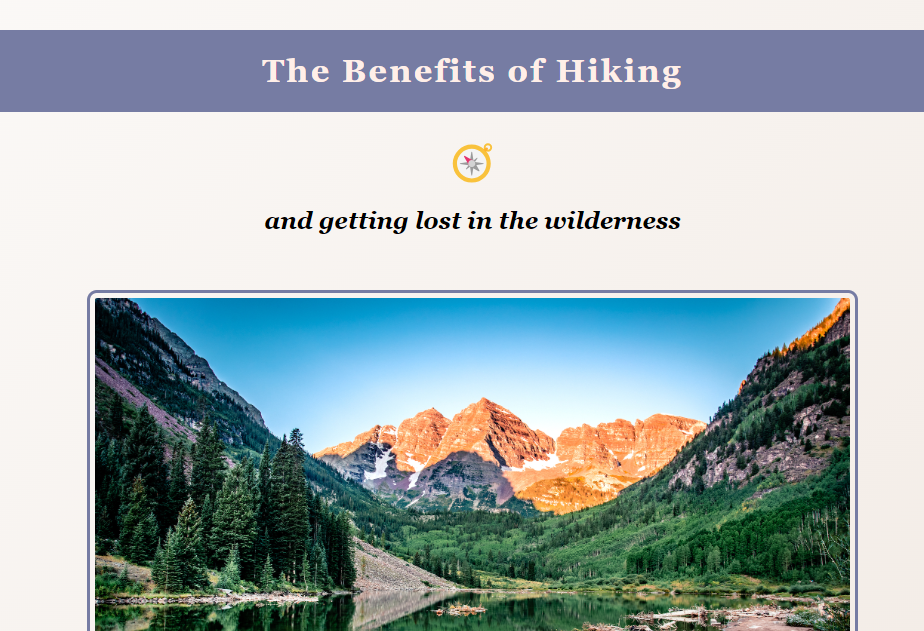 The Benefits of Hiking
and getting lost in the wilderness